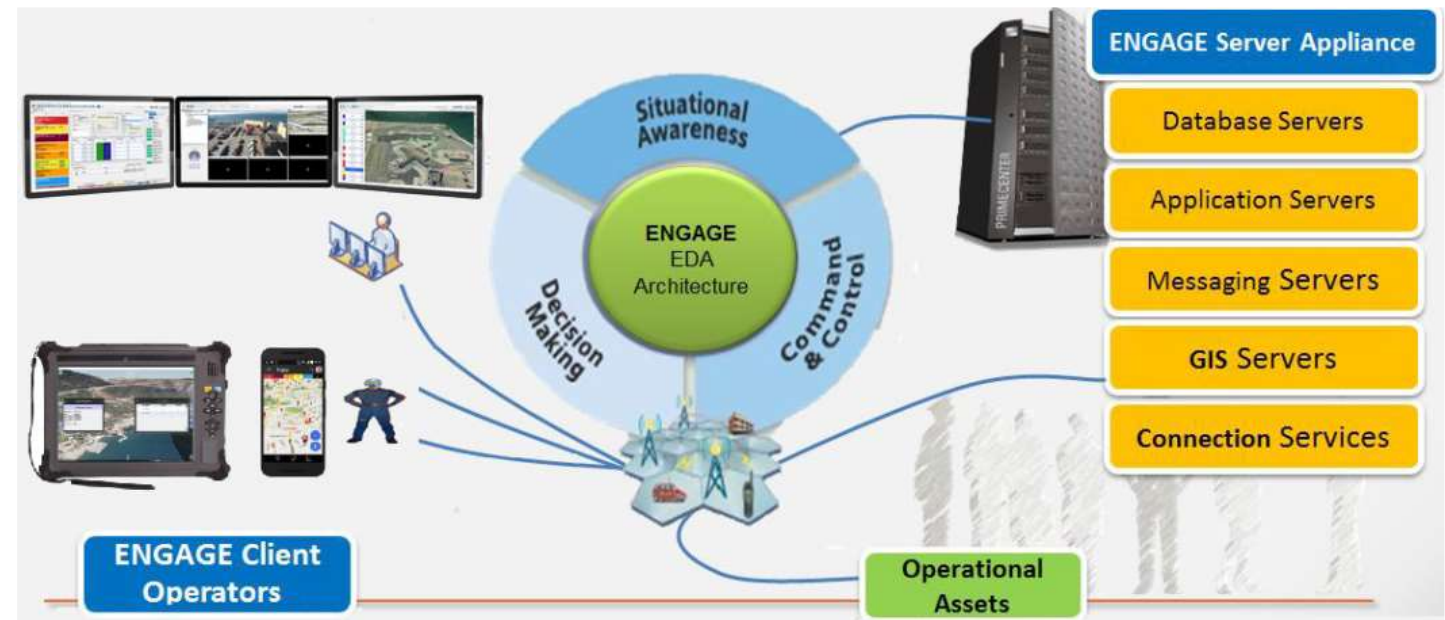 ENGAGE Server Appliance
Database Servers
Application Servers
Messaging Servers
GIS Servers
Connection Services
PRIMECENTER
Situational
Awareness
ENGAGE
EDA
Architecture
Decision
Making
Command
& Control
ENGAGE Client
Operators
Operational
Assets